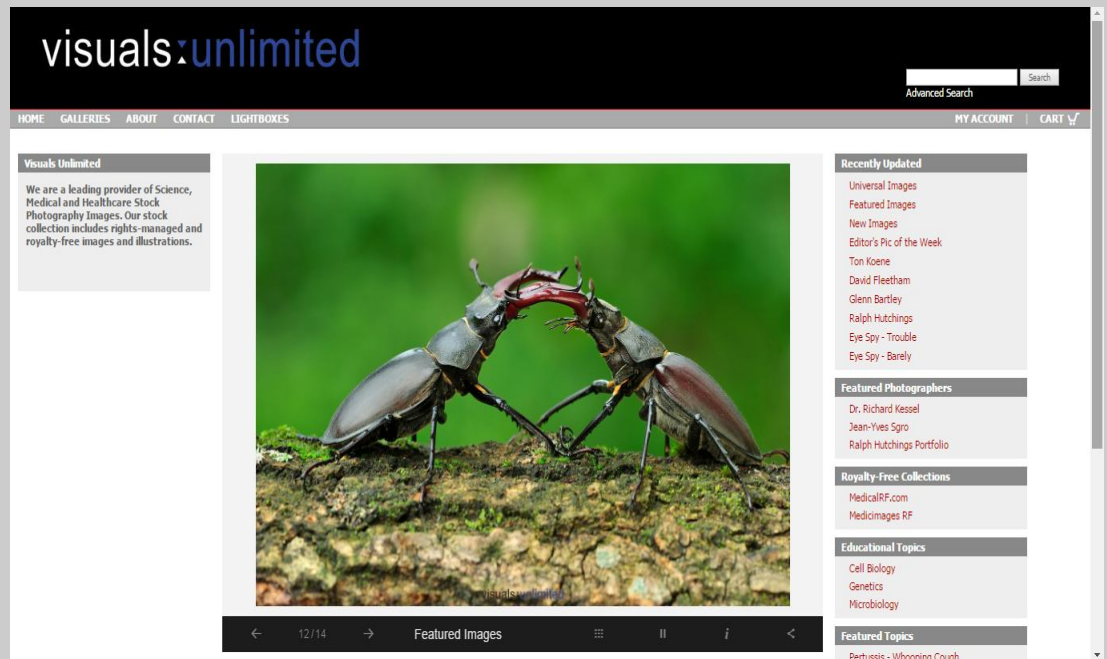 visuals:unlimited
Search
Advanced Search
HOME GALLERIES ABOUT CONTACT LIGHTBOXES MY ACCOUNT | CART
Visuals Unlimited
We are a leading provider of Science,
Medical and Healthcare Stock
Photography Images. Our stock
collection includes rights-managed and
royalty-free images and illustrations.
visuals:unlimited
12/14
Featured Images
i
Recently Updated
Universal Images
Featured Images
New Images
Editor's Pic of the Week
Ton Koene
David Fleetham
Glenn Bartley
Ralph Hutchings
Eye Spy - Trouble
Eye Spy - Barely
Featured Photographers
Dr. Richard Kessel
Jean-Yves Sgro
Ralph Hutchings Portfolio
Royalty-Free Collections
MedicalRF.com
Medicimages RF
Educational Topics
Cell Biology
Genetics
Microbiology
Featured Topics
Pertussis - Whooping Cough